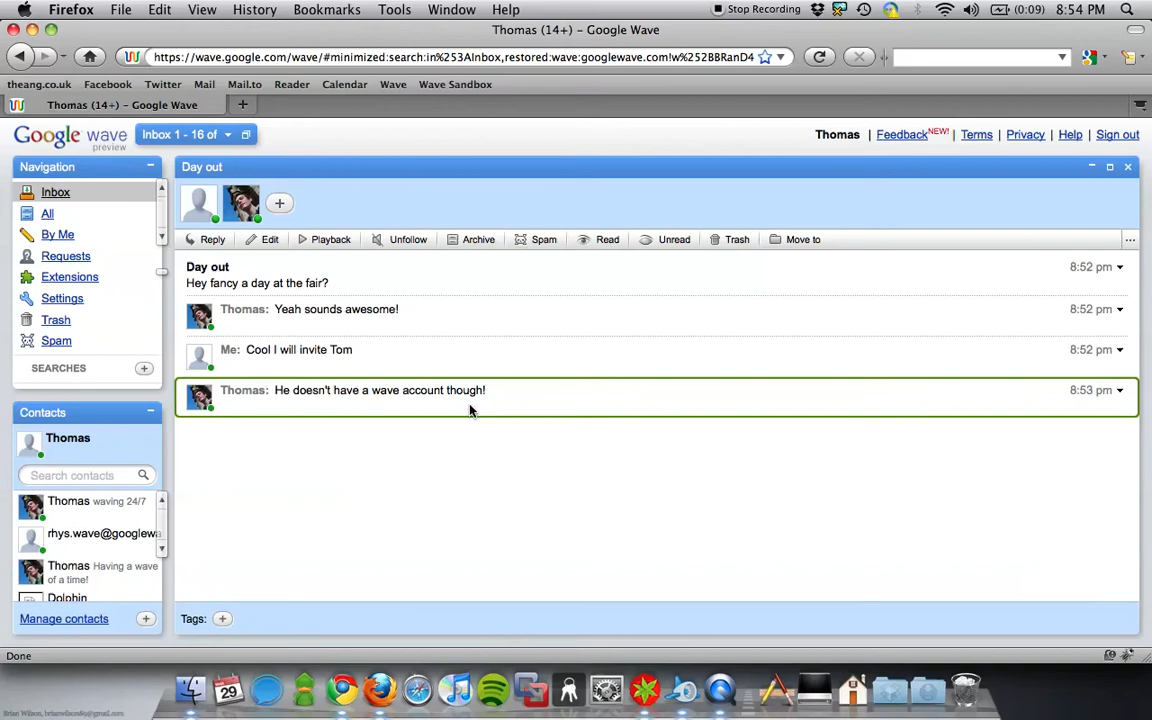 Firefox File Edit View History Bookmarks Tools Window Help Stop Recording (0:09) 8:54 PM
Thomas (14+) – Google Wave
https://wave.google.com/wave/#minimized:search:in%253AInbox,restored:wave:googlewave.com!w%252BBRanD4
theang.co.uk Facebook Twitter Mail Mail.to Reader Calendar Wave Wave Sandbox
Thomas (14+) – Google Wave
Google wave preview Inbox 1 - 16 of Thomas | Feedback NEW! | Terms | Privacy | Help | Sign out
Navigation
Inbox
All
By Me
Requests
Extensions
Settings
Trash
Spam
SEARCHES
Contacts
Thomas
Search contacts
Thomas waving 24/7
rhys.wave@googlewa
Thomas Having a wave
of a time!
Dolphin
Manage contacts
Day out
Reply Edit Playback Unfollow Archive Spam Read Unread Trash Move to
Day out 8:52 pm
Hey fancy a day at the fair?
Thomas: Yeah sounds awesome! 8:52 pm
Me: Cool I will invite Tom 8:52 pm
Thomas: He doesn't have a wave account though! 8:53 pm
Tags:
Done
29